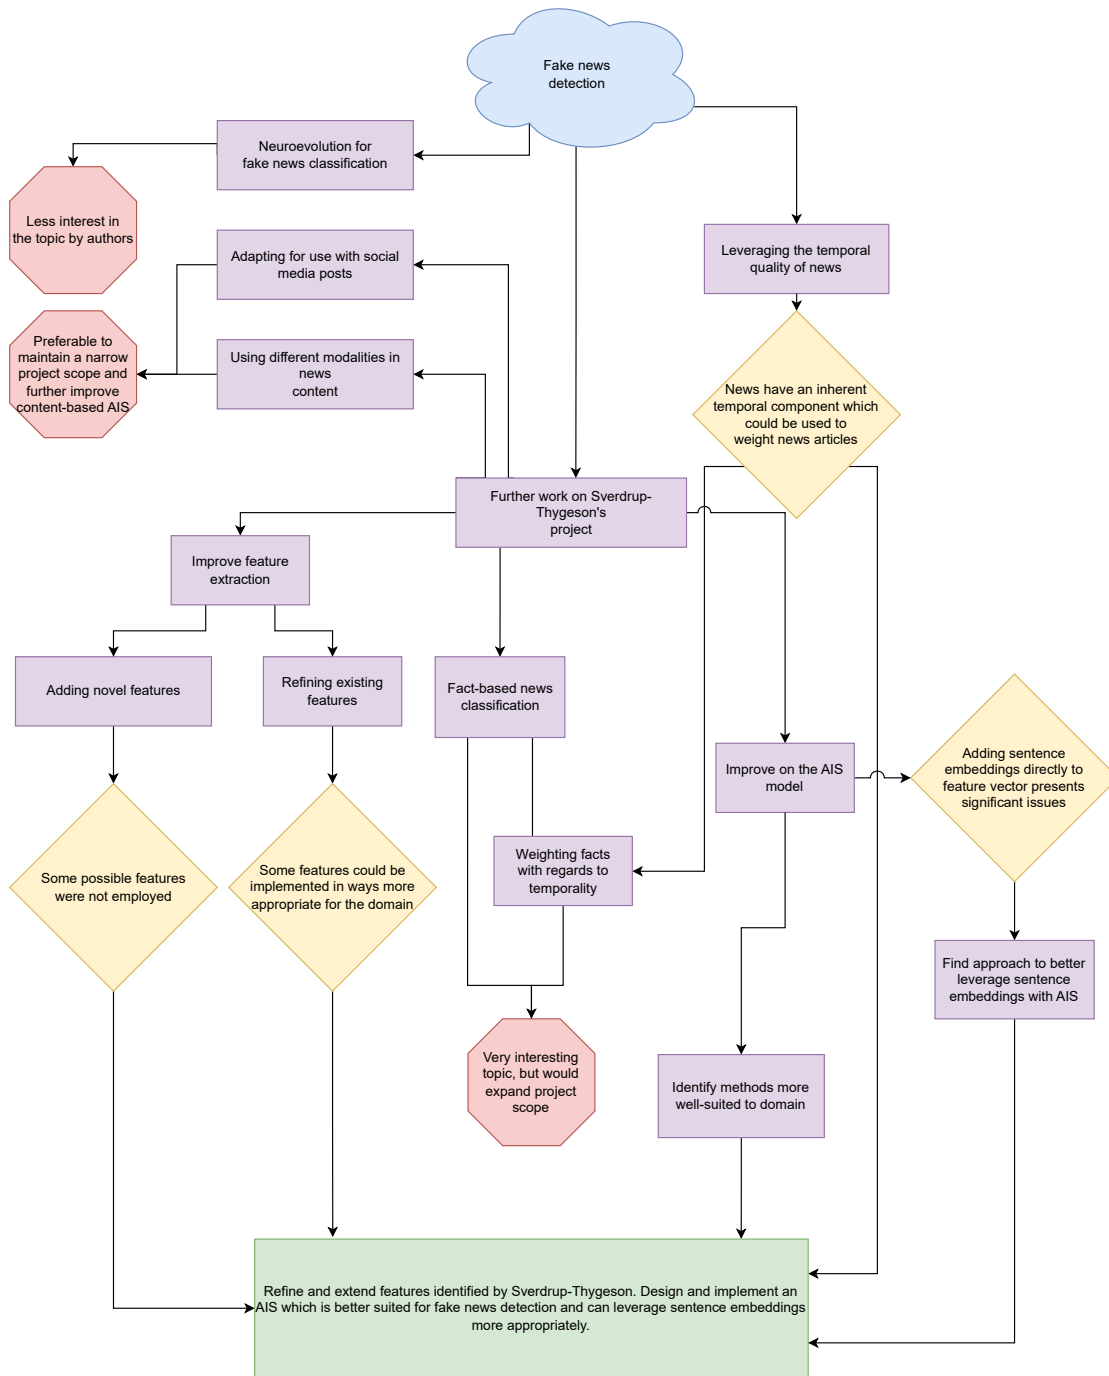 Fake news
detection
Neuroevolution for
fake news classification
Less interest in
the topic by authors
Adapting for use with social
media posts
Leveraging the temporal
quality of news
Preferable to
maintain a narrow
project scope and
further improve
content-based AIS
Using different modalities in
news
content
News have an inherent
temporal component which
could be used to
weight news articles
Further work on Sverdrup-
Thygeson's
project
Improve feature
extraction
Adding novel features
Refining existing
features
Fact-based news
classification
Improve on the AIS
model
Adding sentence
embeddings directly to
feature vector presents
significant issues
Some possible features
were not employed
Some features could be
implemented in ways more
appropriate for the domain
Weighting facts
with regards to
temporality
Find approach to better
leverage sentence
embeddings with AIS
Very interesting
topic, but would
expand project
scope
Identify methods more
well-suited to domain
Refine and extend features identified by Sverdrup-Thygeson. Design and implement an
AIS which is better suited for fake news detection and can leverage sentence embeddings
more appropriately.